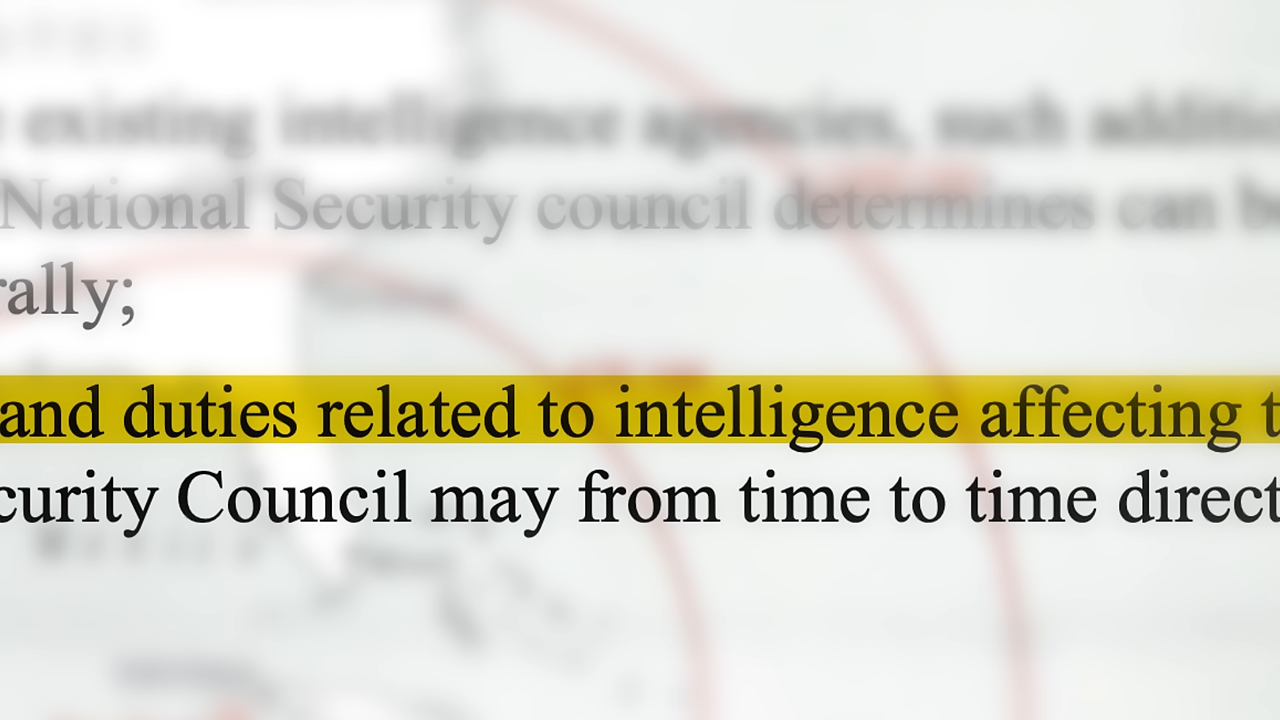 existing intelligence agencies, such additio
National Security council determines can b
rally;
and duties related to intelligence affecting t
curity Council may from time to time direct